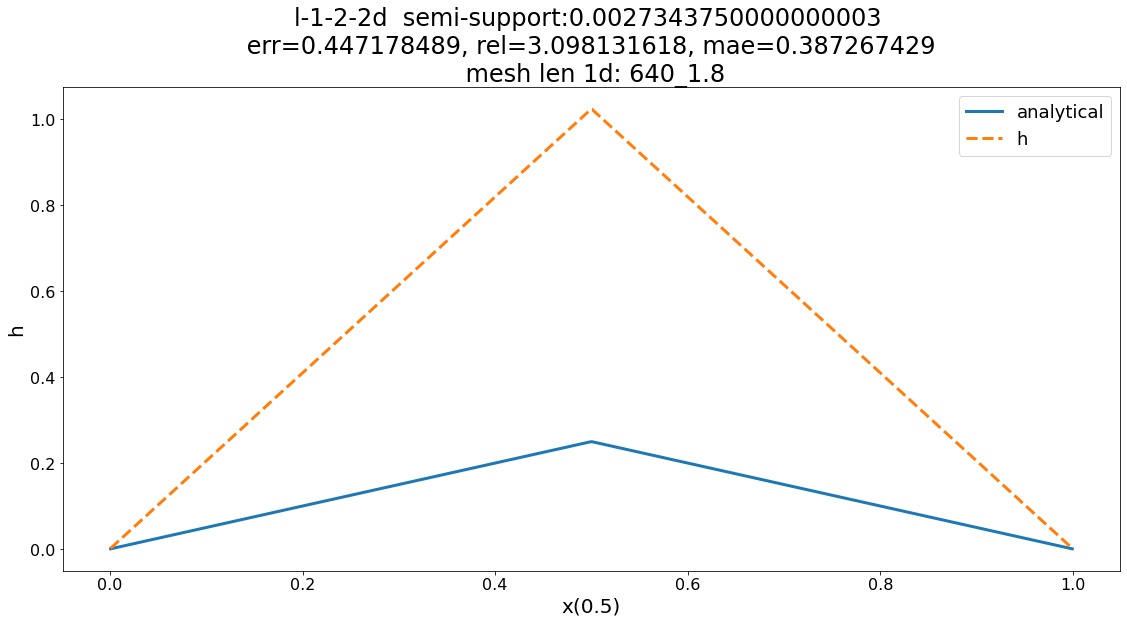 l-1-2-2d  semi-support:0.0027343750000000003
err=0.447178489, rel=3.098131618, mae=0.387267429
mesh len 1d: 640_1.8
analytical
h
1.0
0.8
0.6
0.4
0.2
0.0
h
0.0 0.2 0.4 0.6 0.8 1.0
x(0.5)